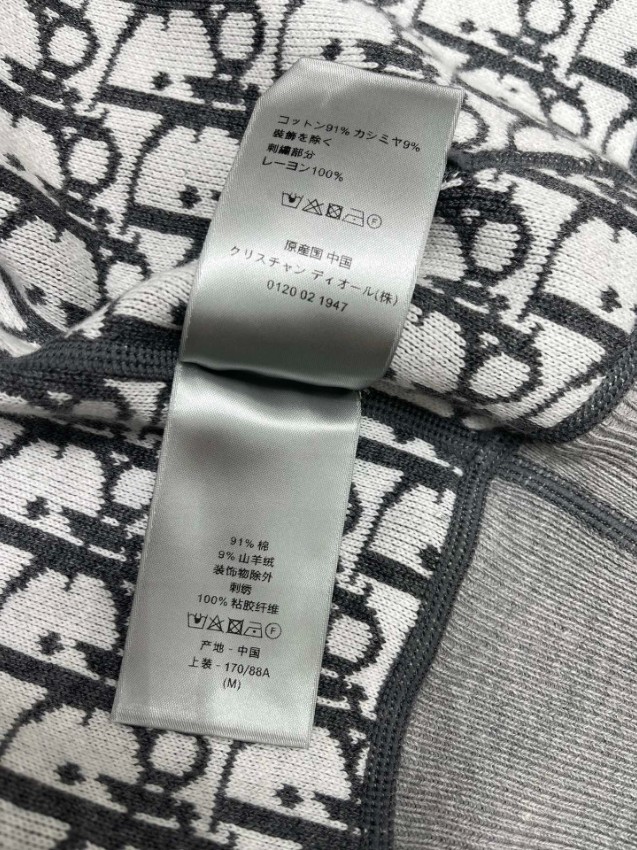 コットン91% カシミヤ9%
装飾を除く
刺繍部分
レーヨン100%
F
原産国 中国
クリスチャン ディオール(株)
0120 02 1947
91% 棉
9% 山羊绒
装饰物除外
刺绣
100% 粘胶纤维
F
产地 - 中国
上装 - 170/88A
(M)